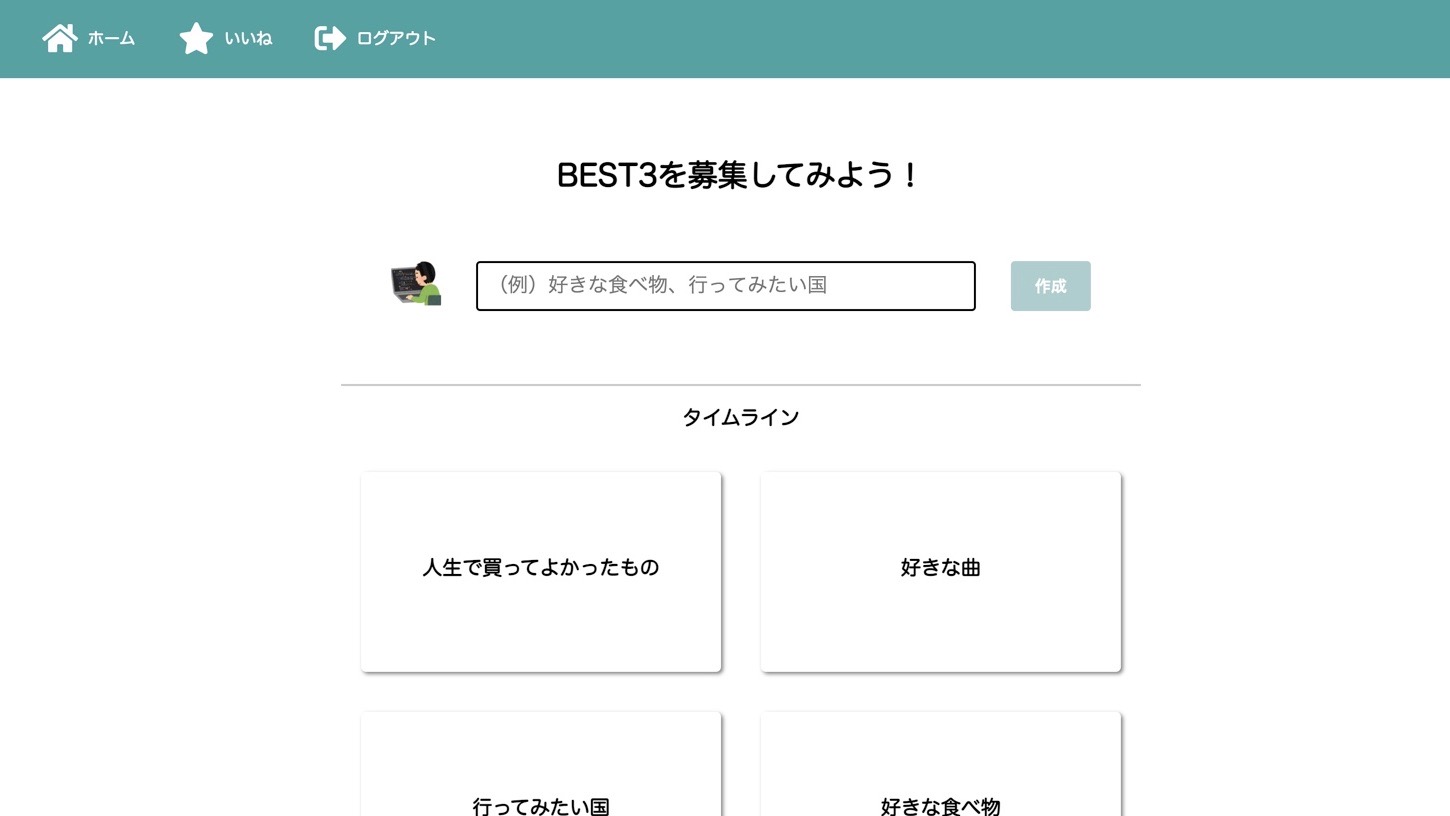 ホーム いいね ログアウト
BEST3を募集してみよう！
（例）好きな食べ物、行ってみたい国
作成
タイムライン
人生で買ってよかったもの
好きな曲
行ってみたい国
好きな食べ物